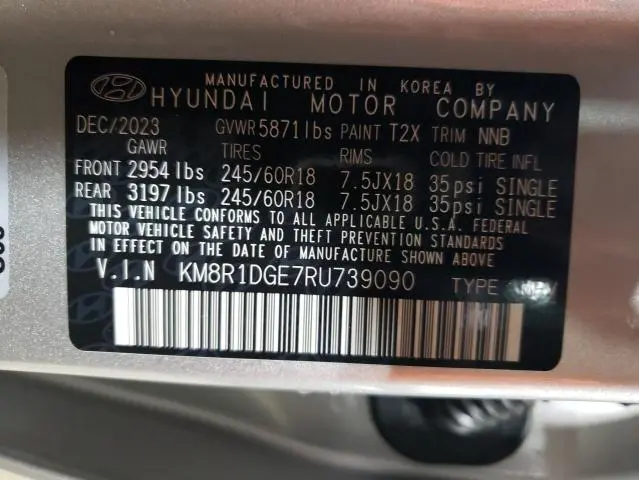 MANUFACTURED IN KOREA BY
HYUNDAI MOTOR COMPANY
DEC/2023 GVWR 5871lbs PAINT T2X TRIM NNB
GAWR TIRES RIMS COLD TIRE INFL
FRONT 2954 lbs 245/60R18 7.5JX18 35psi SINGLE
REAR 3197 lbs 245/60R18 7.5JX18 35psi SINGLE
THIS VEHICLE CONFORMS TO ALL APPLICABLE U.S.A. FEDERAL
MOTOR VEHICLE SAFETY AND THEFT PREVENTION STANDARDS
IN EFFECT ON THE DATE OF MANUFACTURE SHOWN ABOVE.
V.I.N KM8R1DGE7RU739090 TYPE : MPV